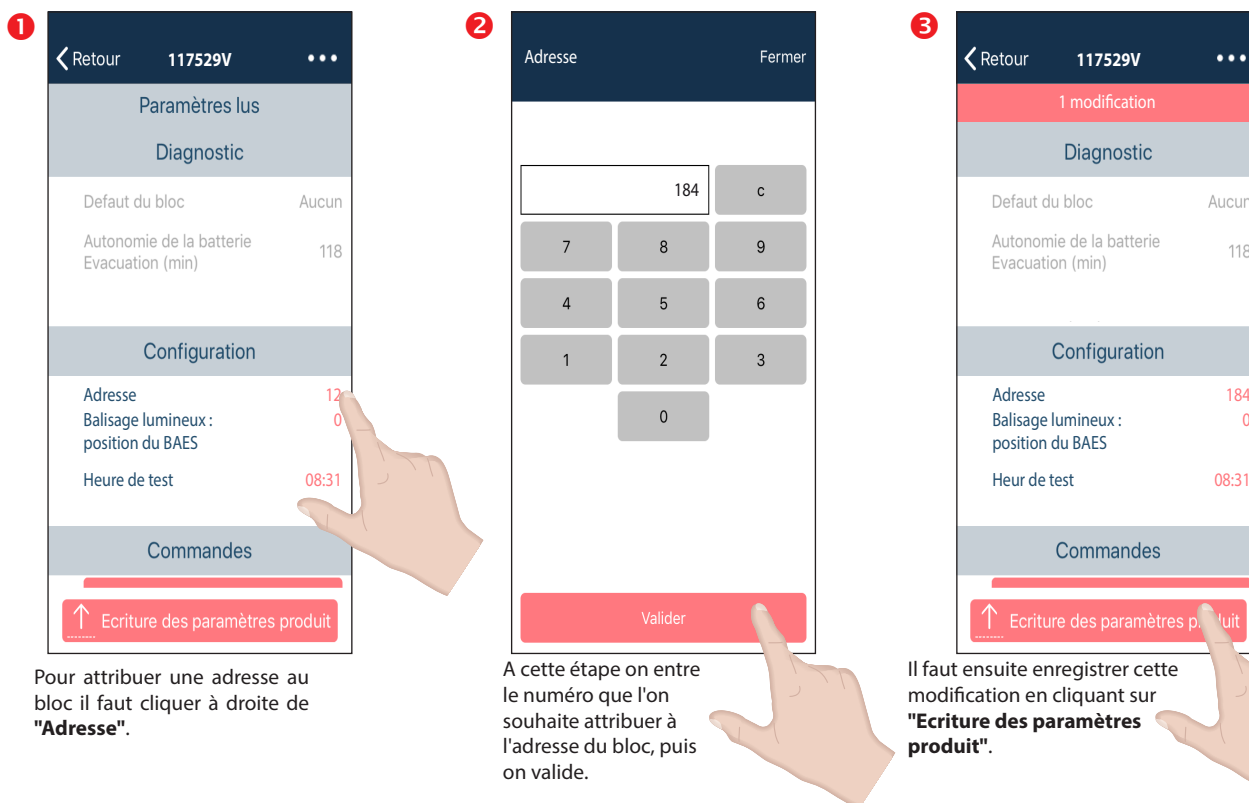 1
Retour 117529V •••
Paramètres lus
Diagnostic
Defaut du bloc Aucun
Autonomie de la batterie
Evacuation (min) 118
Configuration
Adresse 12
Balisage lumineux : 0
position du BAES
Heure de test 08:31
Commandes
Ecriture des paramètres produit
Pour attribuer une adresse au
bloc il faut cliquer à droite de
"Adresse".
2
Adresse Fermer
184 c
7 8 9
4 5 6
1 2 3
0
Valider
A cette étape on entre
le numéro que l'on
souhaite attribuer à
l'adresse du bloc, puis
on valide.
3
Retour 117529V •••
1 modification
Diagnostic
Defaut du bloc Aucun
Autonomie de la batterie
Evacuation (min) 118
Configuration
Adresse 184
Balisage lumineux : 0
position du BAES
Heur de test 08:31
Commandes
Ecriture des paramètres
Il faut ensuite enregistrer cette
modification en cliquant sur
"Ecriture des paramètres
produit".